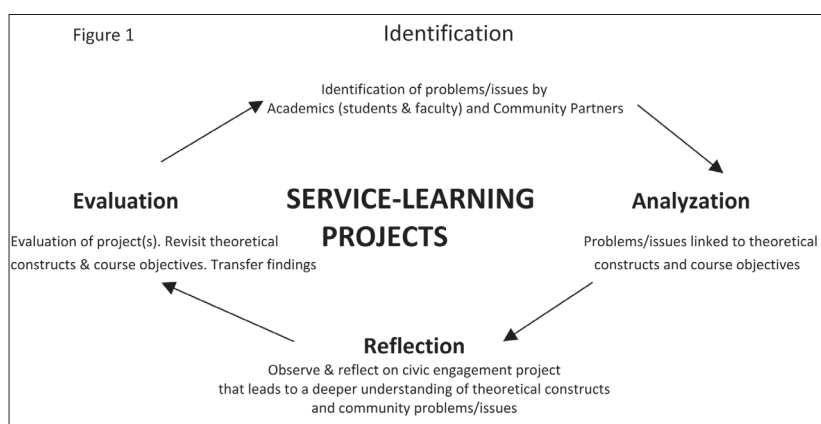 Figure 1
Identification
Identification of problems/issues by
Academics (students & faculty) and Community Partners
Evaluation
SERVICE-LEARNING
PROJECTS
Analyzation
Evaluation of project(s). Revisit theoretical
constructs & course objectives. Transfer findings
Problems/issues linked to theoretical
constructs and course objectives
Reflection
Observe & reflect on civic engagement project
that leads to a deeper understanding of theoretical constructs
and community problems/issues